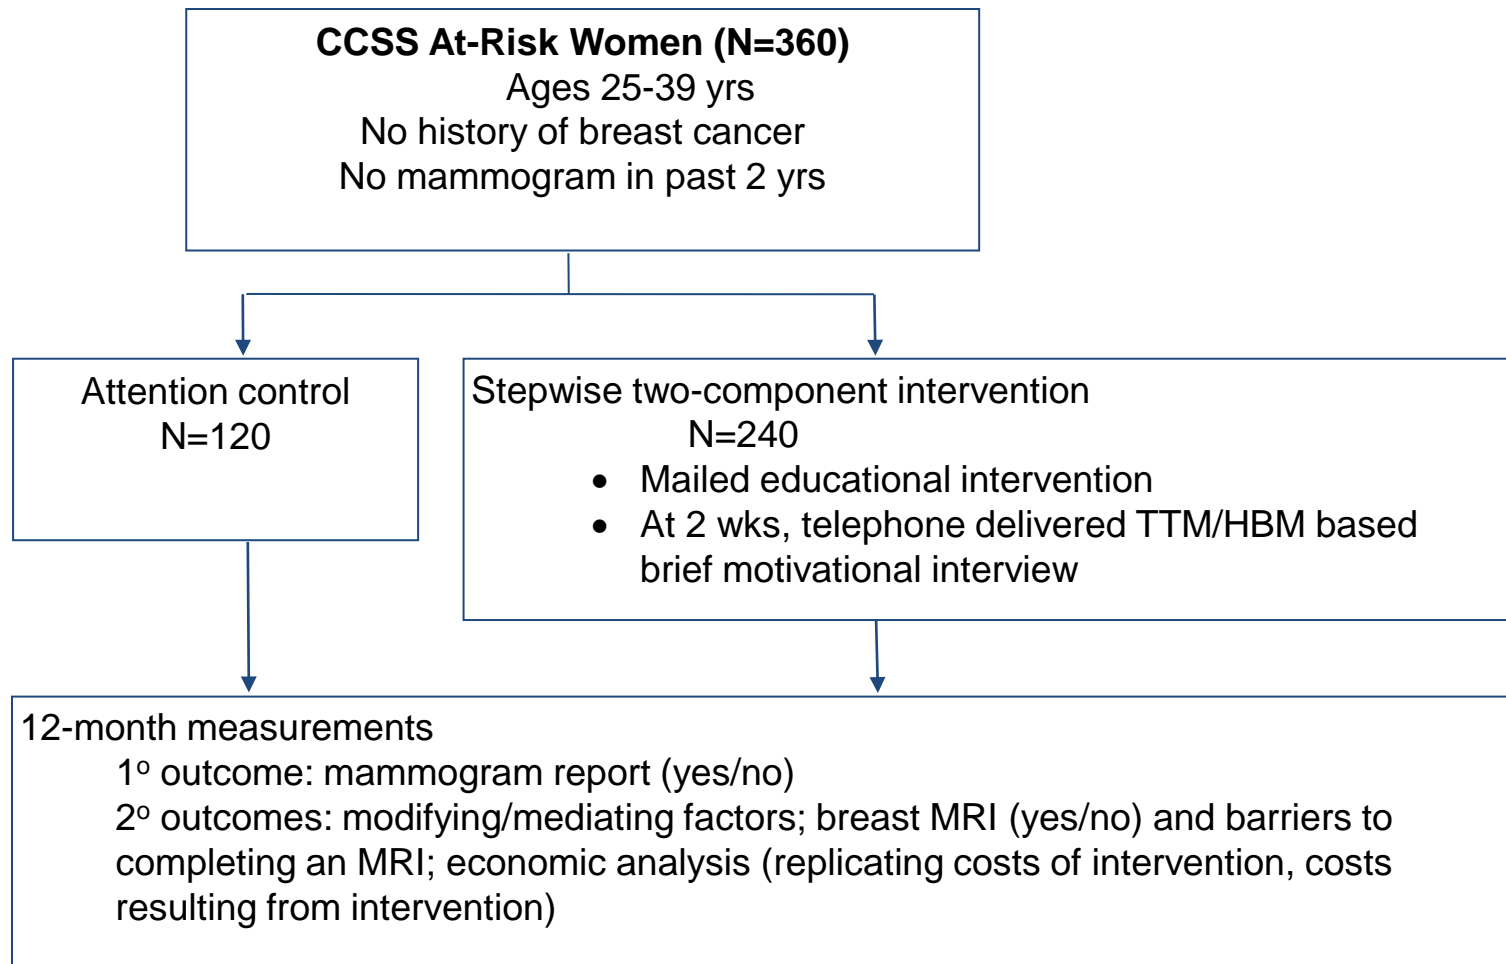 CCSS At-Risk Women (N=360)
Ages 25-39 yrs
No history of breast cancer
No mammogram in past 2 yrs
Attention control
N=120
Stepwise two-component intervention
N=240
• Mailed educational intervention
• At 2 wks, telephone delivered TTM/HBM based
brief motivational interview
12-month measurements
1º outcome: mammogram report (yes/no)
2º outcomes: modifying/mediating factors; breast MRI (yes/no) and barriers to
completing an MRI; economic analysis (replicating costs of intervention, costs
resulting from intervention)